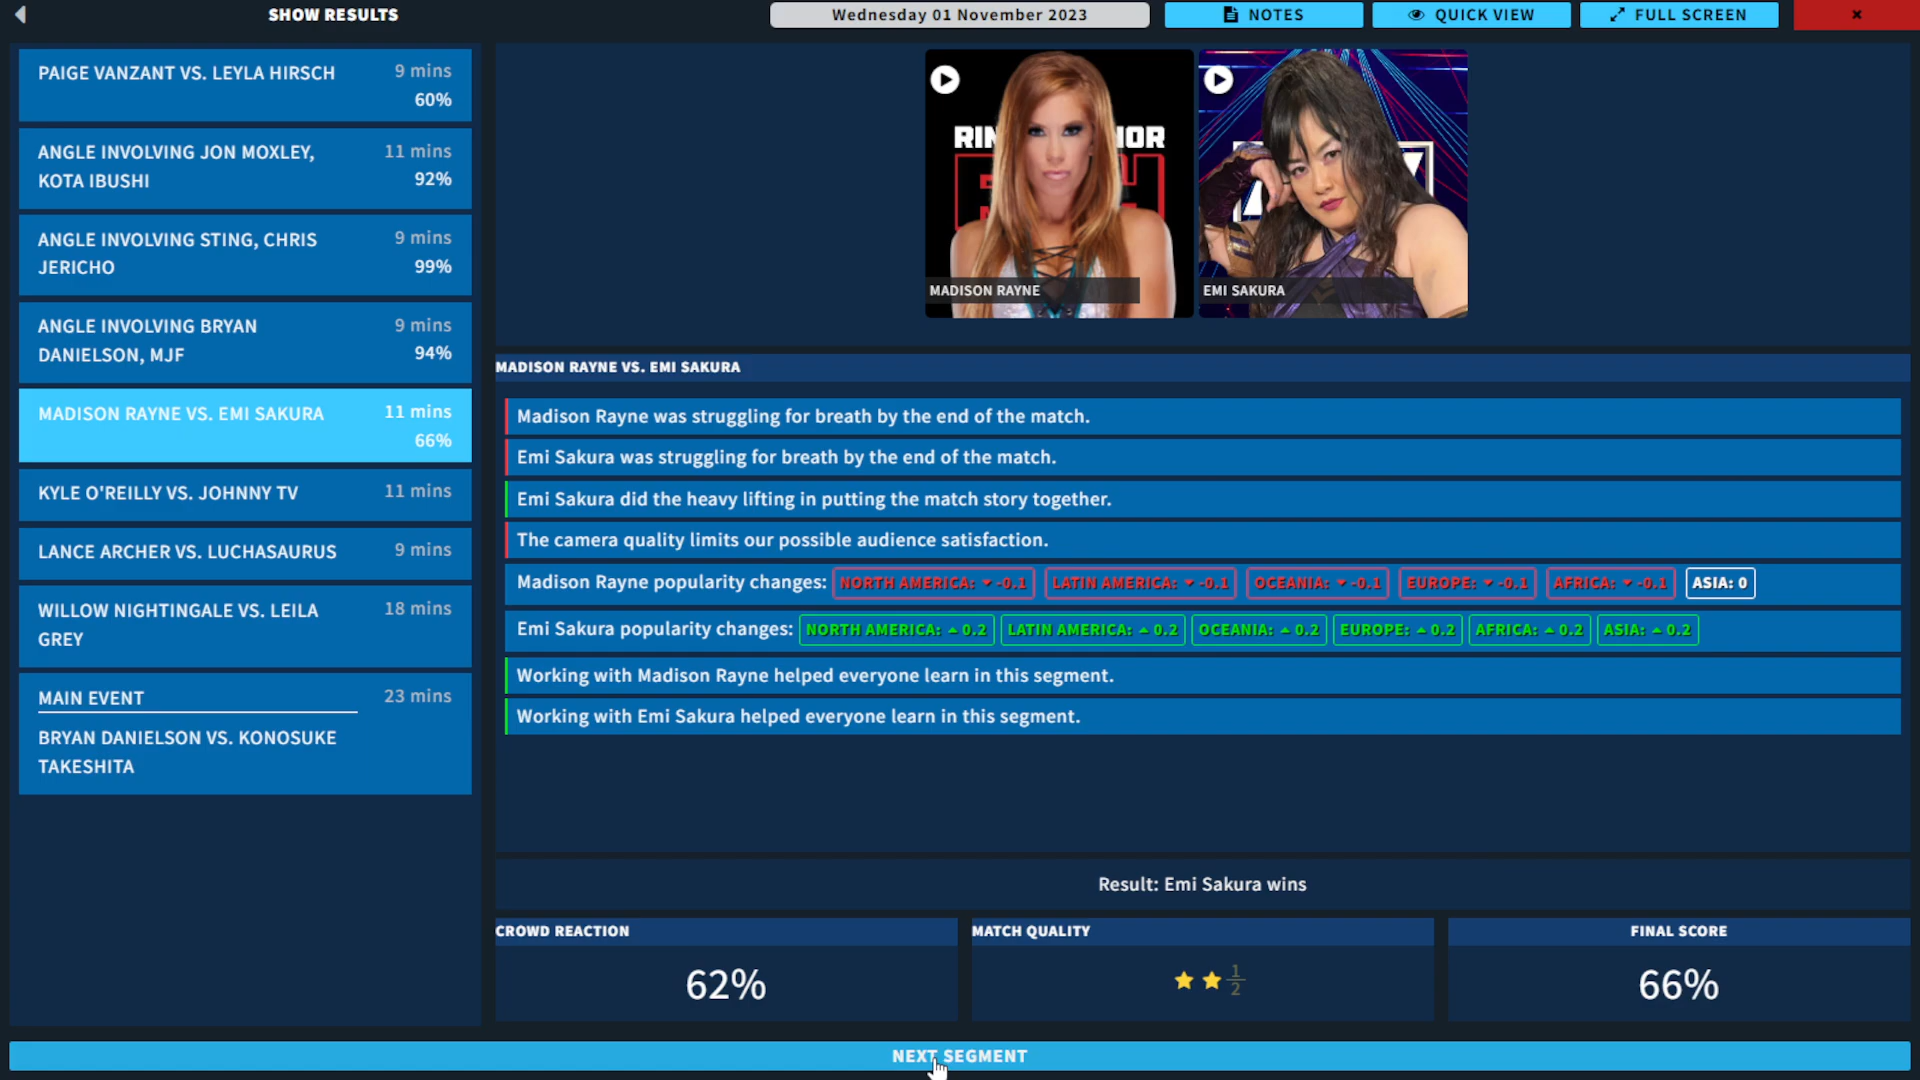 SHOW RESULTS
Wednesday 01 November 2023
NOTES
QUICK VIEW
FULL SCREEN
PAIGE VANZANT VS. LEYLA HIRSCH
9 mins
60%
ANGLE INVOLVING JON MOXLEY,
KOTA IBUSHI
11 mins
92%
ANGLE INVOLVING STING, CHRIS
JERICHO
9 mins
99%
ANGLE INVOLVING BRYAN
DANIELSON, MJF
9 mins
94%
MADISON RAYNE VS. EMI SAKURA
11 mins
66%
KYLE O'REILLY VS. JOHNNY TV
11 mins
LANCE ARCHER VS. LUCHASAURUS
9 mins
WILLOW NIGHTINGALE VS. LEILA
GREY
18 mins
MAIN EVENT
23 mins
BRYAN DANIELSON VS. KONOSUKE
TAKESHITA
MADISON RAYNE
EMI SAKURA
MADISON RAYNE VS. EMI SAKURA
Madison Rayne was struggling for breath by the end of the match.
Emi Sakura was struggling for breath by the end of the match.
Emi Sakura did the heavy lifting in putting the match story together.
The camera quality limits our possible audience satisfaction.
Madison Rayne popularity changes: NORTH AMERICA: -0.1 LATIN AMERICA: -0.1 OCEANIA: -0.1 EUROPE: -0.1 AFRICA: -0.1 ASIA: 0
Emi Sakura popularity changes: NORTH AMERICA: 0.2 LATIN AMERICA: 0.2 OCEANIA: 0.2 EUROPE: 0.2 AFRICA: 0.2 ASIA: 0.2
Working with Madison Rayne helped everyone learn in this segment.
Working with Emi Sakura helped everyone learn in this segment.
Result: Emi Sakura wins
CROWD REACTION
62%
MATCH QUALITY
1/2
FINAL SCORE
66%
NEXT SEGMENT